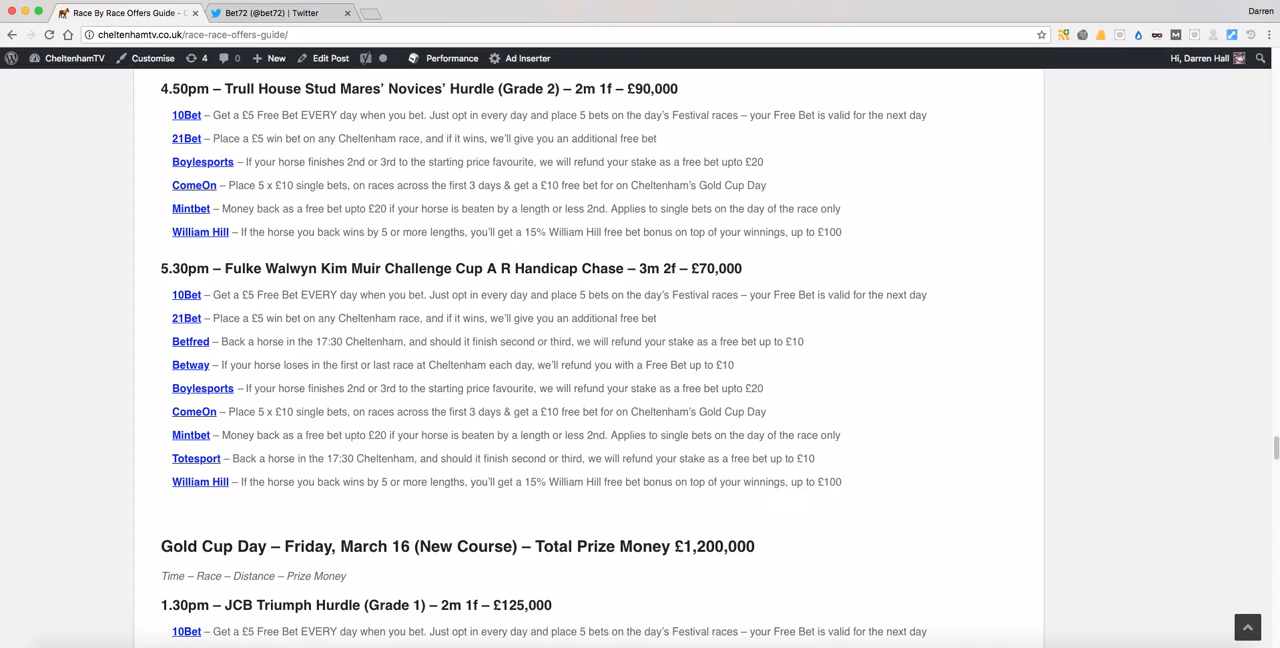 Race By Race Offers Guide -
Bet72 (@bet72) | Twitter
Darren
cheltenhamtv.co.uk/race-race-offers-guide/
CheltenhamTV Customise 4 0 New Edit Post Performance Ad Inserter Hi, Darren Hall
4.50pm – Trull House Stud Mares' Novices' Hurdle (Grade 2) – 2m 1f – £90,000
10Bet – Get a £5 Free Bet EVERY day when you bet. Just opt in every day and place 5 bets on the day's Festival races – your Free Bet is valid for the next day
21Bet – Place a £5 win bet on any Cheltenham race, and if it wins, we'll give you an additional free bet
Boylesports – If your horse finishes 2nd or 3rd to the starting price favourite, we will refund your stake as a free bet upto £20
ComeOn – Place 5 x £10 single bets, on races across the first 3 days & get a £10 free bet for on Cheltenham's Gold Cup Day
Mintbet – Money back as a free bet upto £20 if your horse is beaten by a length or less 2nd. Applies to single bets on the day of the race only
William Hill – If the horse you back wins by 5 or more lengths, you'll get a 15% William Hill free bet bonus on top of your winnings, up to £100
5.30pm – Fulke Walwyn Kim Muir Challenge Cup A R Handicap Chase – 3m 2f – £70,000
10Bet – Get a £5 Free Bet EVERY day when you bet. Just opt in every day and place 5 bets on the day's Festival races – your Free Bet is valid for the next day
21Bet – Place a £5 win bet on any Cheltenham race, and if it wins, we'll give you an additional free bet
Betfred – Back a horse in the 17:30 Cheltenham, and should it finish second or third, we will refund your stake as a free bet up to £10
Betway – If your horse loses in the first or last race at Cheltenham each day, we'll refund you with a Free Bet up to £10
Boylesports – If your horse finishes 2nd or 3rd to the starting price favourite, we will refund your stake as a free bet upto £20
ComeOn – Place 5 x £10 single bets, on races across the first 3 days & get a £10 free bet for on Cheltenham's Gold Cup Day
Mintbet – Money back as a free bet upto £20 if your horse is beaten by a length or less 2nd. Applies to single bets on the day of the race only
Totesport – Back a horse in the 17:30 Cheltenham, and should it finish second or third, we will refund your stake as a free bet up to £10
William Hill – If the horse you back wins by 5 or more lengths, you'll get a 15% William Hill free bet bonus on top of your winnings, up to £100
Gold Cup Day – Friday, March 16 (New Course) – Total Prize Money £1,200,000
Time – Race – Distance – Prize Money
1.30pm – JCB Triumph Hurdle (Grade 1) – 2m 1f – £125,000
10Bet – Get a £5 Free Bet EVERY day when you bet. Just opt in every day and place 5 bets on the day's Festival races – your Free Bet is valid for the next day